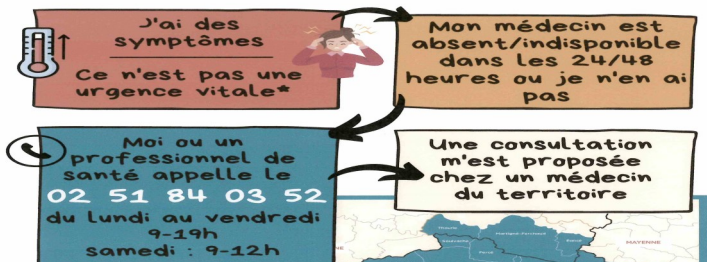 J'ai des
symptômes
Ce n'est pas une
urgence vitale*
Mon médecin est
absent/indisponible
dans les 24/48
heures ou je n'en ai
pas
Moi ou un
professionnel de
santé appelle le
02 51 84 03 52
du lundi au vendredi
9-19h
samedi : 9-12h
Une consultation
m'est proposée
chez un médecin
du territoire
MAYENNE